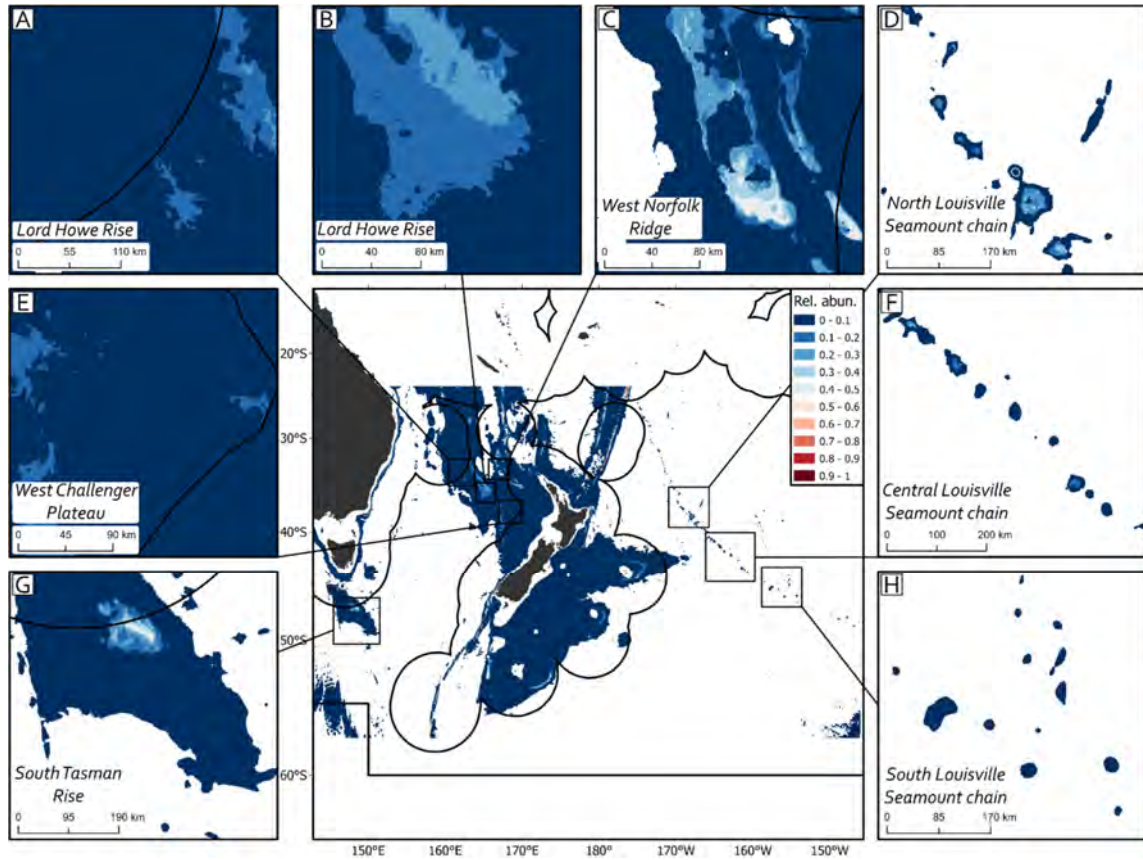 A
Lord Howe Rise
0 55 110 km
B
Lord Howe Rise
0 40 80 km
C
West Norfolk
Ridge
0 40 80 km
D
North Louisville
Seamount chain
0 85 170 km
E
West Challenger
Plateau
0 45 90 km
Rel. abun.
0 - 0.1
0.1 - 0.2
0.2 - 0.3
0.3 - 0.4
0.4 - 0.5
0.5 - 0.6
0.6 - 0.7
0.7 - 0.8
0.8 - 0.9
0.9 - 1
20°S
30°S
40°S
50°S
60°S
150°E 160°E 170°E 180° 170°W 160°W 150°W
F
Central Louisville
Seamount chain
0 100 200 km
G
South Tasman
Rise
0 95 190 km
H
South Louisville
Seamount chain
0 85 170 km